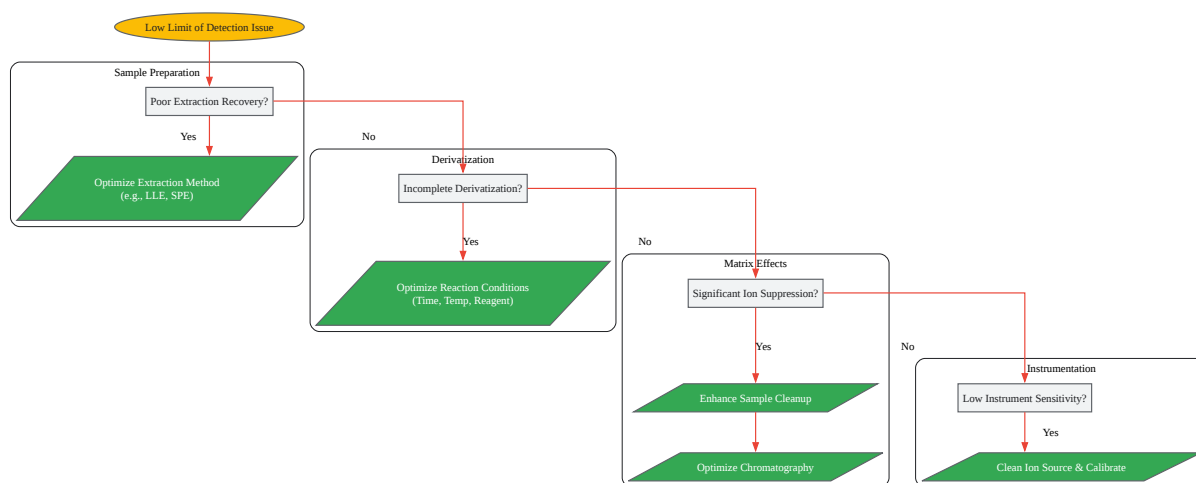 Low Limit of Detection Issue
Sample Preparation
Poor Extraction Recovery?
Yes
No
Optimize Extraction Method
(e.g., LLE, SPE)
Derivatization
Incomplete Derivatization?
Yes
No
Optimize Reaction Conditions
(Time, Temp, Reagent)
Matrix Effects
Significant Ion Suppression?
Yes
No
Enhance Sample Cleanup
Optimize Chromatography
Instrumentation
Low Instrument Sensitivity?
Yes
Clean Ion Source & Calibrate